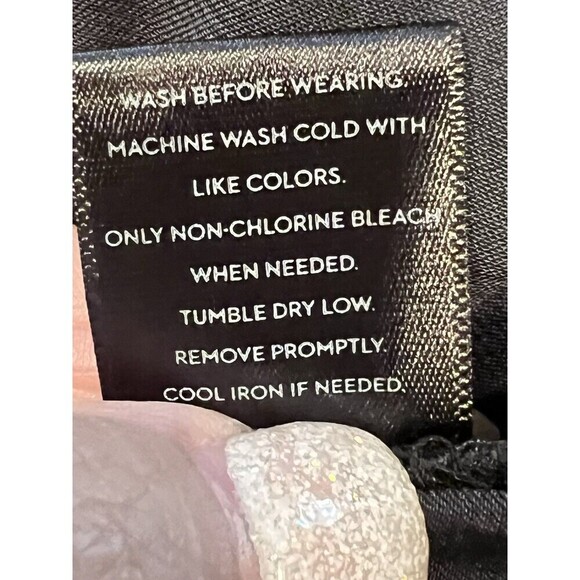 WASH BEFORE WEARING.
MACHINE WASH COLD WITH
LIKE COLORS.
ONLY NON-CHLORINE BLEACH
WHEN NEEDED.
TUMBLE DRY LOW.
REMOVE PROMPTLY.
COOL IRON IF NEEDED.